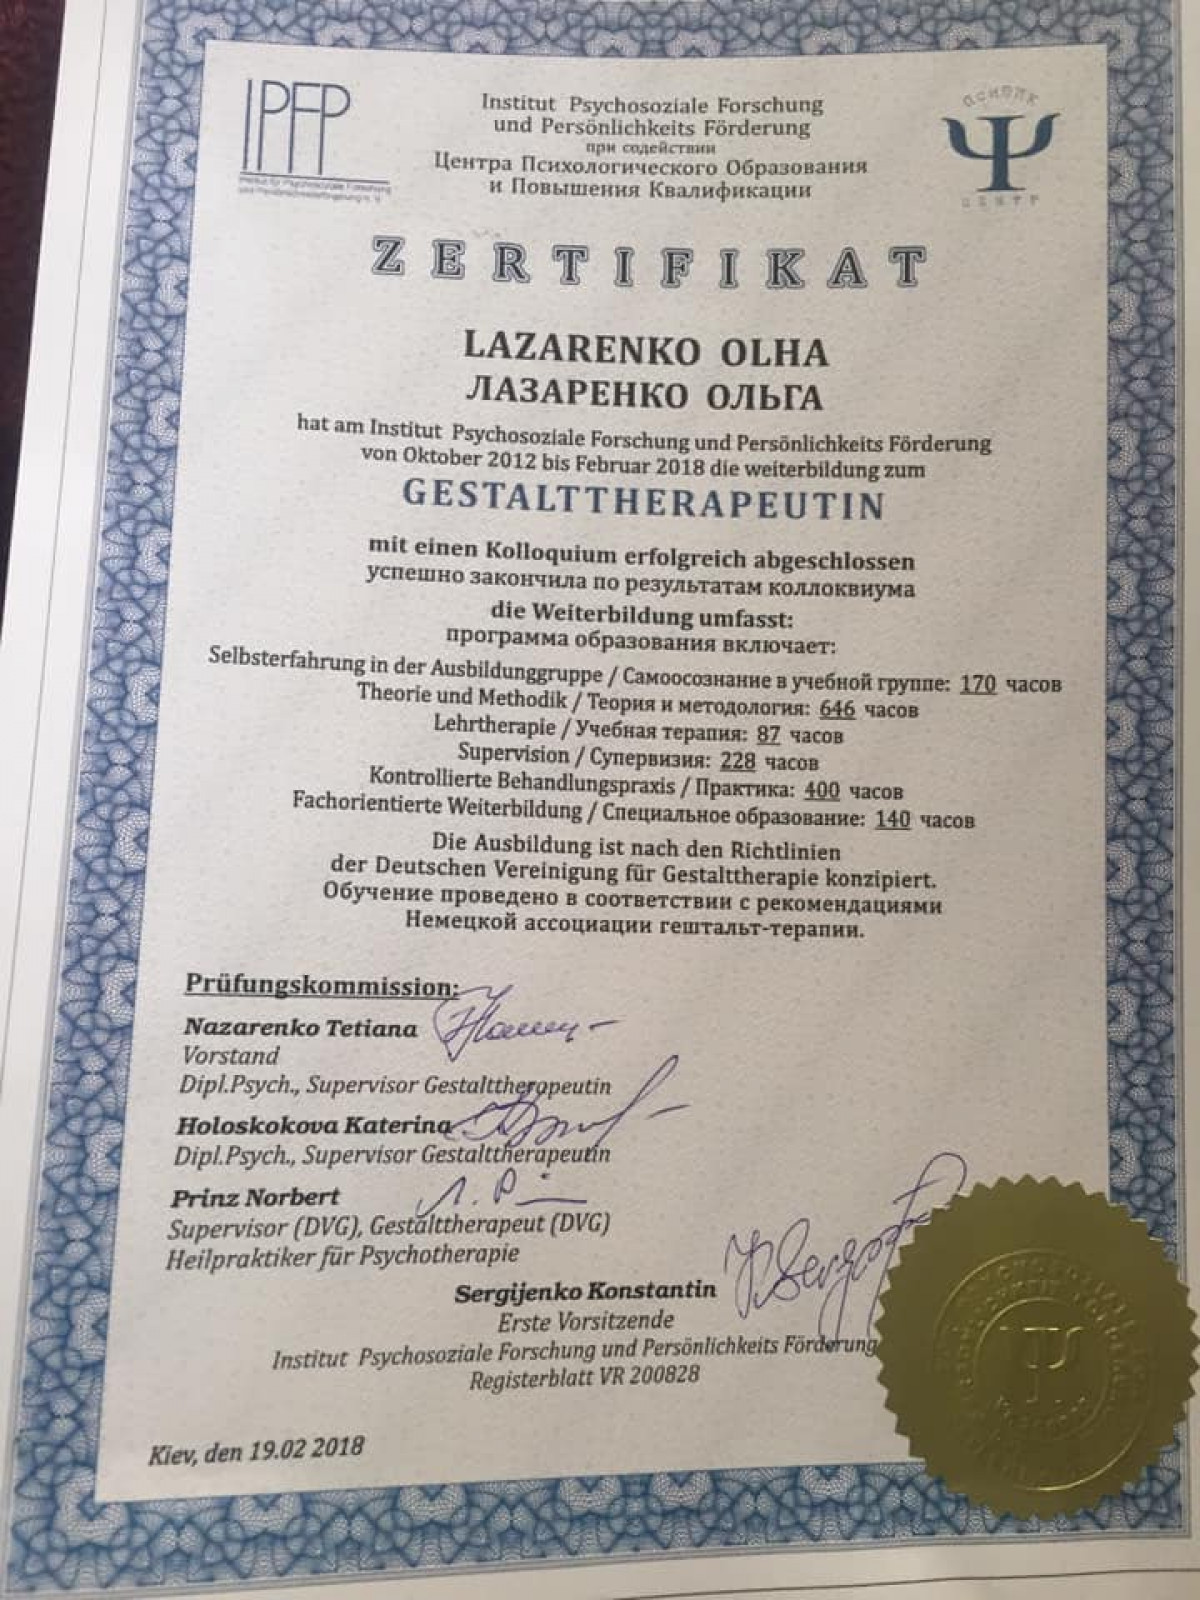 IPFP
Institut für Psychosoziale Forschung
Institut Psychosoziale Forschung
und Persönlichkeits Förderung
при содействии
Центра Психологического Образования
и Повышения Квалификации
ЦЕНТР
ZERTIFIKAT
LAZARENKO OLHA
ЛАЗАРЕНКО ОЛЬГА
hat am Institut Psychosoziale Forschung und Persönlichkeits Förderung
von Oktober 2012 bis Februar 2018 die weiterbildung zum
GESTALTTHERAPEUTIN
mit einen Kolloquium erfolgreich abgeschlossen
успешно закончила по результатам коллоквиума
die Weiterbildung umfasst:
программа образования включает:
Selbsterfahrung in der Ausbildunggruppe / Самоосознание в учебной группе: 170 часов
Theorie und Methodik / Теория и методология: 646 часов
Lehrtherapie / Учебная терапия: 87 часов
Supervision / Супервизия: 228 часов
Kontrollierte Behandlungspraxis / Практика: 400 часов
Fachorientierte Weiterbildung / Специальное образование: 140 часов
Die Ausbildung ist nach den Richtlinien
der Deutschen Vereinigung für Gestalttherapie konzipiert.
Обучение проведено в соответствии с рекомендациями
Немецкой ассоциации гештальт-терапии.
Prüfungskommission:
Nazarenko Tetiana
Vorstand
Dipl.Psych., Supervisor Gestalttherapeutin
Holoskokova Katerina
Dipl.Psych., Supervisor Gestalttherapeutin
Prinz Norbert
Supervisor (DVG), Gestalttherapeut (DVG)
Heilpraktiker für Psychotherapie
Sergijenko Konstantin
Erste Vorsitzende
Institut Psychosoziale Forschung und Persönlichkeits Förderung
Registerblatt VR 200828
Kiev, den 19.02 2018